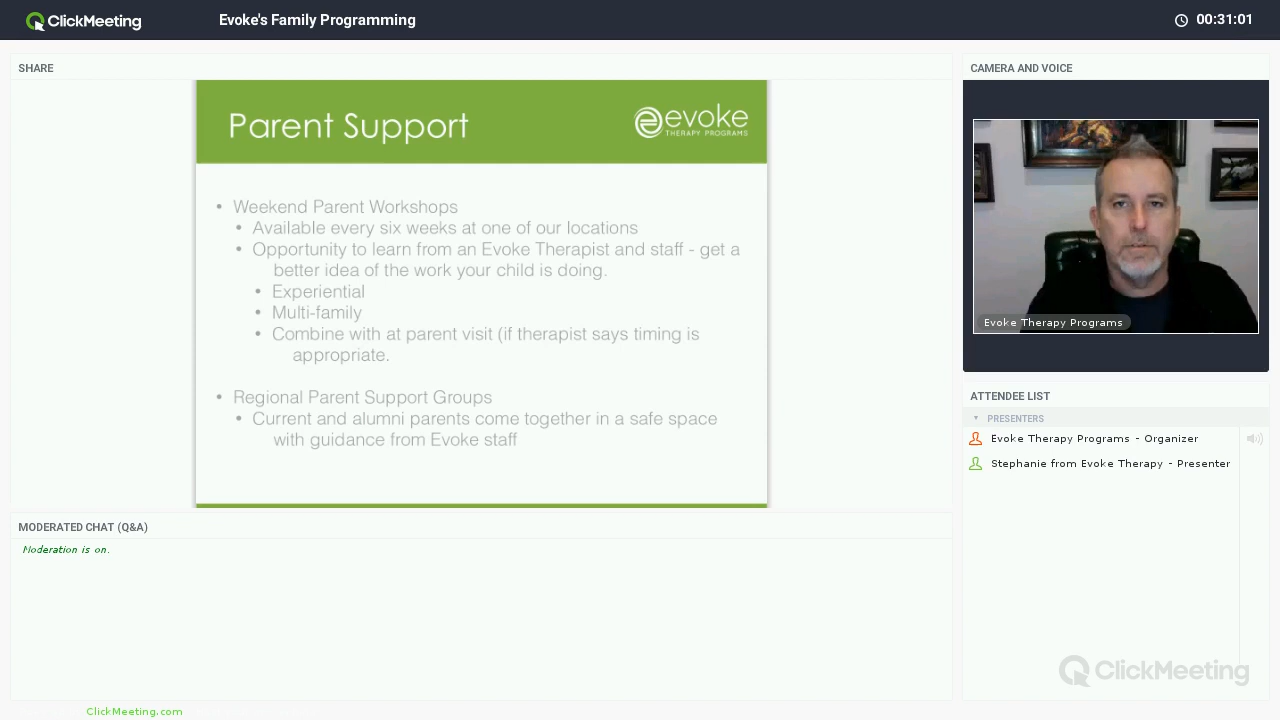 ClickMeeting
Evoke's Family Programming
00:31:01
SHARE
Parent Support
evoke
THERAPY PROGRAMS
• Weekend Parent Workshops
• Available every six weeks at one of our locations
• Opportunity to learn from an Evoke Therapist and staff - get a
better idea of the work your child is doing.
• Experiential
• Multi-family
• Combine with at parent visit (if therapist says timing is
appropriate.
• Regional Parent Support Groups
• Current and alumni parents come together in a safe space
with guidance from Evoke staff
MODERATED CHAT (Q&A)
Moderation is on.
CAMERA AND VOICE
Evoke Therapy Programs
ATTENDEE LIST
PRESENTERS
Evoke Therapy Programs - Organizer
Stephanie from Evoke Therapy - Presenter
ClickMeeting
ClickMeeting.com